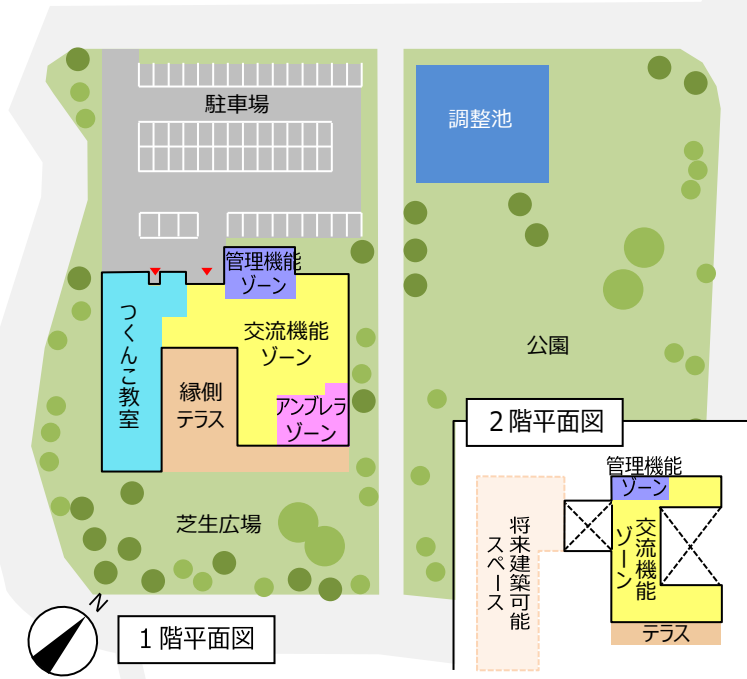 駐車場
調整池
管理機能
ゾーン
つくんこ教室
交流機能
ゾーン
縁側
テラス
アンブレラ
ゾーン
公園
芝生広場
N
1階平面図
2階平面図
管理機能
ゾーン
交流機能
ゾーン
将来建築可能
スペース
テラス